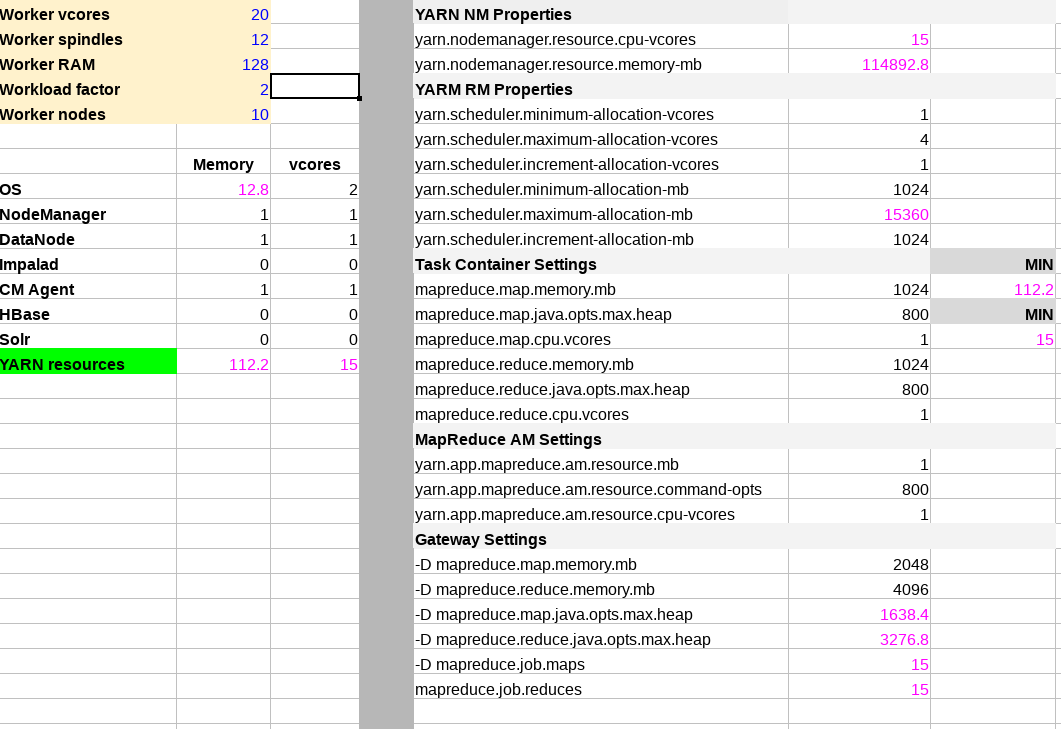 Worker vcores 20
Worker spindles 12
Worker RAM 128
Workload factor 2
Worker nodes 10
Memory vcores
OS 12.8 2
NodeManager 1 1
DataNode 1 1
Impalad 0 0
CM Agent 1 1
HBase 0 0
Solr 0 0
YARN resources 112.2 15
YARN NM Properties
yarn.nodemanager.resource.cpu-vcores 15
yarn.nodemanager.resource.memory-mb 114892.8
YARM RM Properties
yarn.scheduler.minimum-allocation-vcores 1
yarn.scheduler.maximum-allocation-vcores 4
yarn.scheduler.increment-allocation-vcores 1
yarn.scheduler.minimum-allocation-mb 1024
yarn.scheduler.maximum-allocation-mb 15360
yarn.scheduler.increment-allocation-mb 1024
Task Container Settings MIN
mapreduce.map.memory.mb 1024 112.2
mapreduce.map.java.opts.max.heap 800 MIN
mapreduce.map.cpu.vcores 1 15
mapreduce.reduce.memory.mb 1024
mapreduce.reduce.java.opts.max.heap 800
mapreduce.reduce.cpu.vcores 1
MapReduce AM Settings
yarn.app.mapreduce.am.resource.mb 1
yarn.app.mapreduce.am.resource.command-opts 800
yarn.app.mapreduce.am.resource.cpu-vcores 1
Gateway Settings
-D mapreduce.map.memory.mb 2048
-D mapreduce.reduce.memory.mb 4096
-D mapreduce.map.java.opts.max.heap 1638.4
-D mapreduce.reduce.java.opts.max.heap 3276.8
-D mapreduce.job.maps 15
mapreduce.job.reduces 15